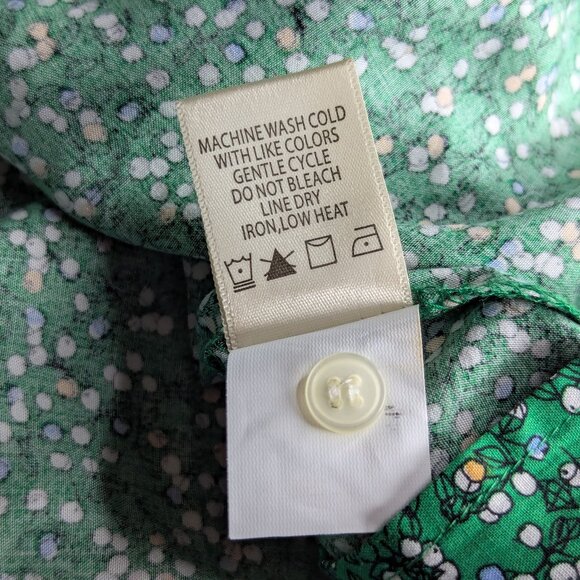 MACHINE WASH COLD
WITH LIKE COLORS
GENTLE CYCLE
DO NOT BLEACH
LINE DRY
IRON,LOW HEAT